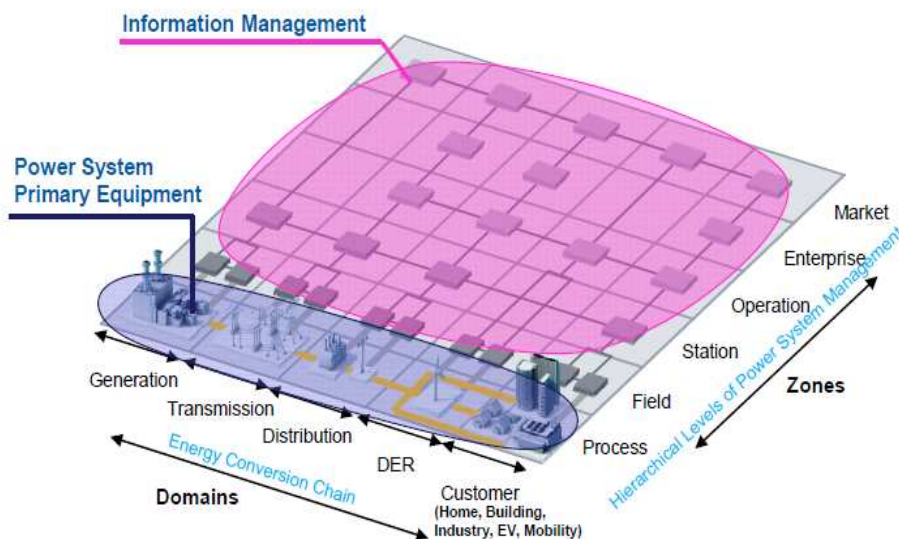 Information Management
Power System
Primary Equipment
Market
Enterprise
Operation
Station
Field
Process
Hierarchical Levels of Power System Management
Zones
Generation
Transmission
Distribution
DER
Customer
(Home, Building,
Industry, EV, Mobility)
Energy Conversion Chain
Domains